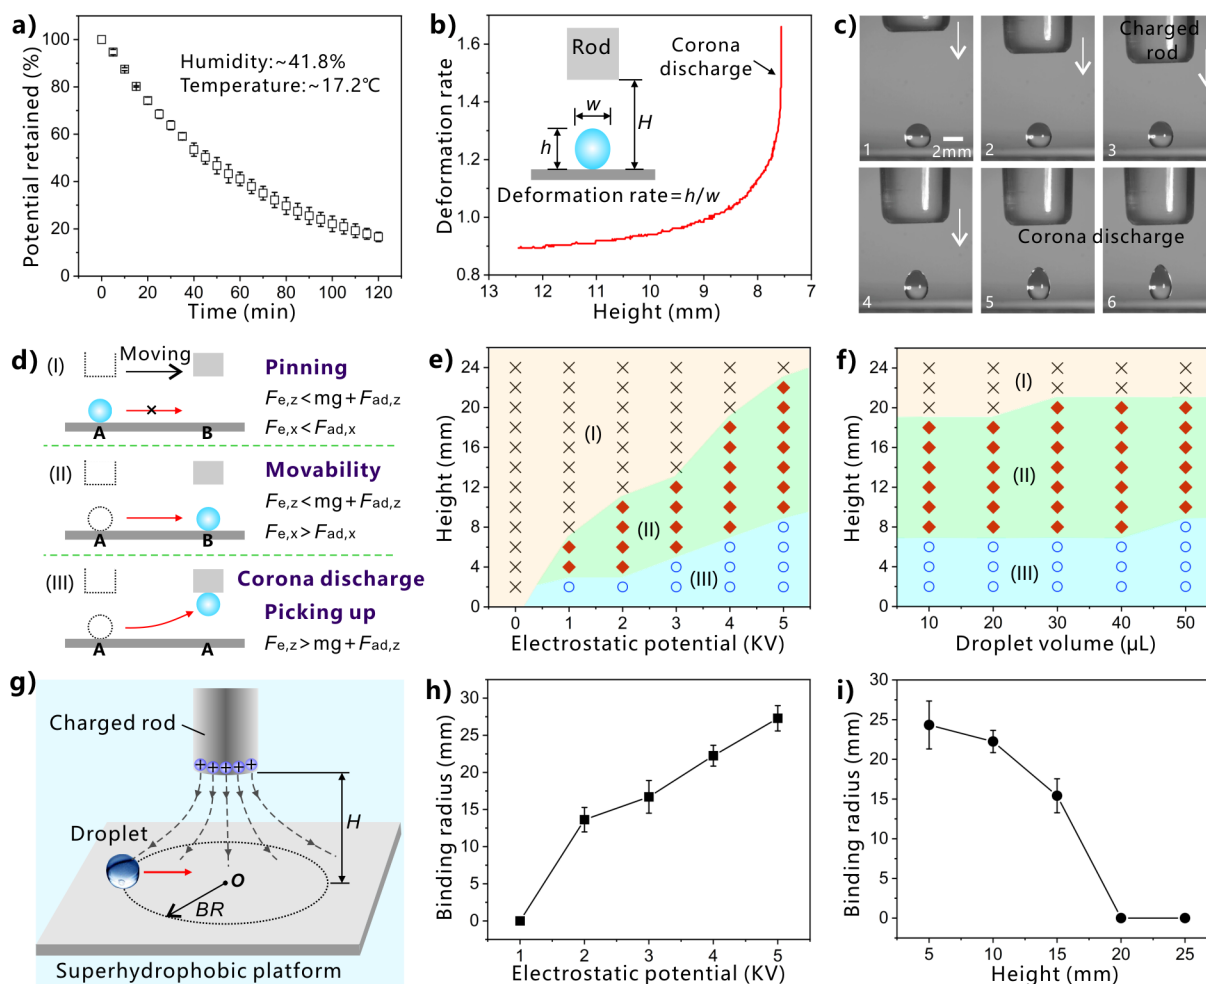 a)
Potential retained (%)
100
80
60
40
20
0
Humidity:~41.8%
Temperature:~17.2℃
0 20 40 60 80 100 120
Time (min)
b)
Deformation rate
1.6
1.4
1.2
1.0
0.8
Rod
Corona
discharge
w
H
h
Deformation rate=h/w
13 12 11 10 9 8 7
Height (mm)
c)
Charged
rod
1
2mm
2
3
Corona discharge
4
5
6
d)
(I)
Moving
Pinning
Fe,z<mg+Fad,z
Fe,x<Fad,x
A
B
(II)
Movability
Fe,z<mg+Fad,z
Fe,x>Fad,x
A
B
(III)
Corona discharge
Picking up
Fe,z>mg+Fad,z
A
A
e)
Height (mm)
24
20
16
12
8
4
0
(I)
(II)
(III)
0 1 2 3 4 5
Electrostatic potential (KV)
f)
Height (mm)
24
20
16
12
8
4
0
(I)
(II)
(III)
10 20 30 40 50
Droplet volume (μL)
g)
Charged rod
+ + + + +
H
Droplet
O
BR
Superhydrophobic platform
h)
Binding radius (mm)
30
25
20
15
10
5
0
1 2 3 4 5
Electrostatic potential (KV)
i)
Binding radius (mm)
30
25
20
15
10
5
0
5 10 15 20 25
Height (mm)